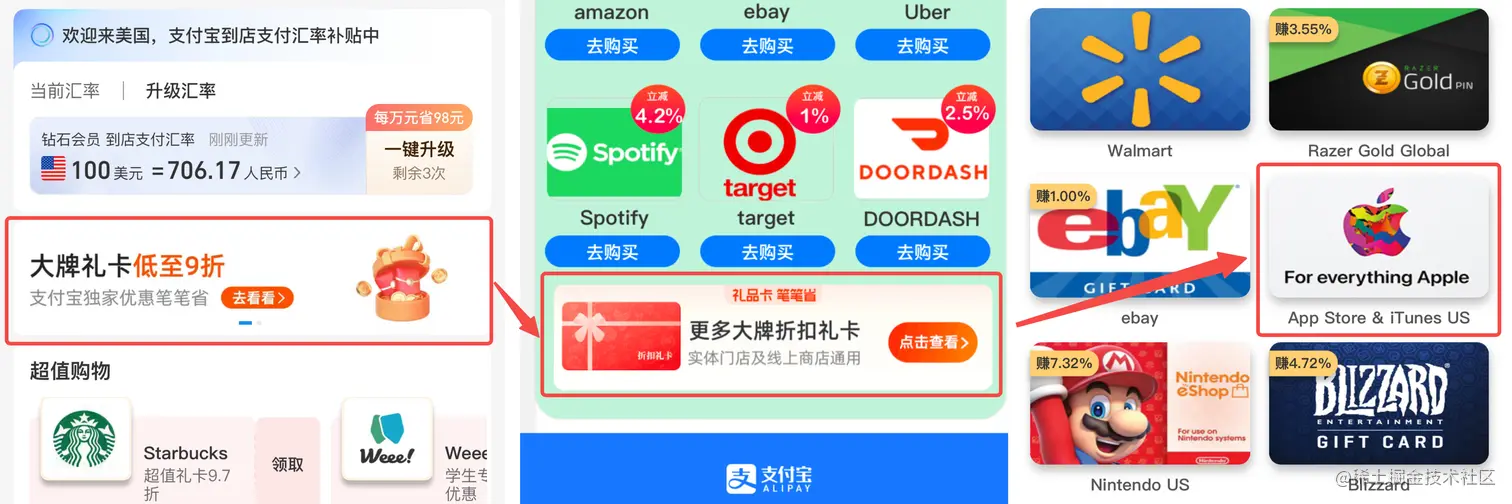 欢迎来美国，支付宝到店支付汇率补贴中
当前汇率 | 升级汇率
每万元省98元
钻石会员 到店支付汇率 刚刚更新
100美元 =706.17人民币
一键升级
剩余3次
大牌礼卡低至9折
支付宝独家优惠笔笔省
去看看
超值购物
Starbucks
超值礼卡9.7
折
领取
Weee!
Weee
学生专
优惠
amazon
ebay
Uber
去购买
去购买
去购买
立减
4.2%
立减
1%
立减
2.5%
Spotify
target
DOORDASH
Spotify
target
DOORDASH
去购买
去购买
去购买
礼品卡 笔笔省
更多大牌折扣礼卡
实体门店及线上商店通用
折扣礼卡
点击查看
支付宝
ALIPAY
Walmart
赚3.55%
RAZER
Gold PIN
Razer Gold Global
赚1.00%
ebay
GIFT CARD
ebay
For everything Apple
App Store & iTunes US
赚7.32%
Nintendo
eShop
For use on
Nintendo systems
Nintendo
Nintendo US
赚4.72%
BLIZZARD
ENTERTAINMENT
GIFT CARD
Blizzard
@稀土掘金技术社区